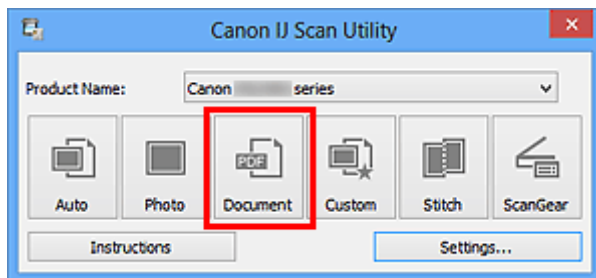 Canon IJ Scan Utility
Product Name: Canon series
PDF
Auto Photo Document Custom Stitch ScanGear
Instructions Settings...